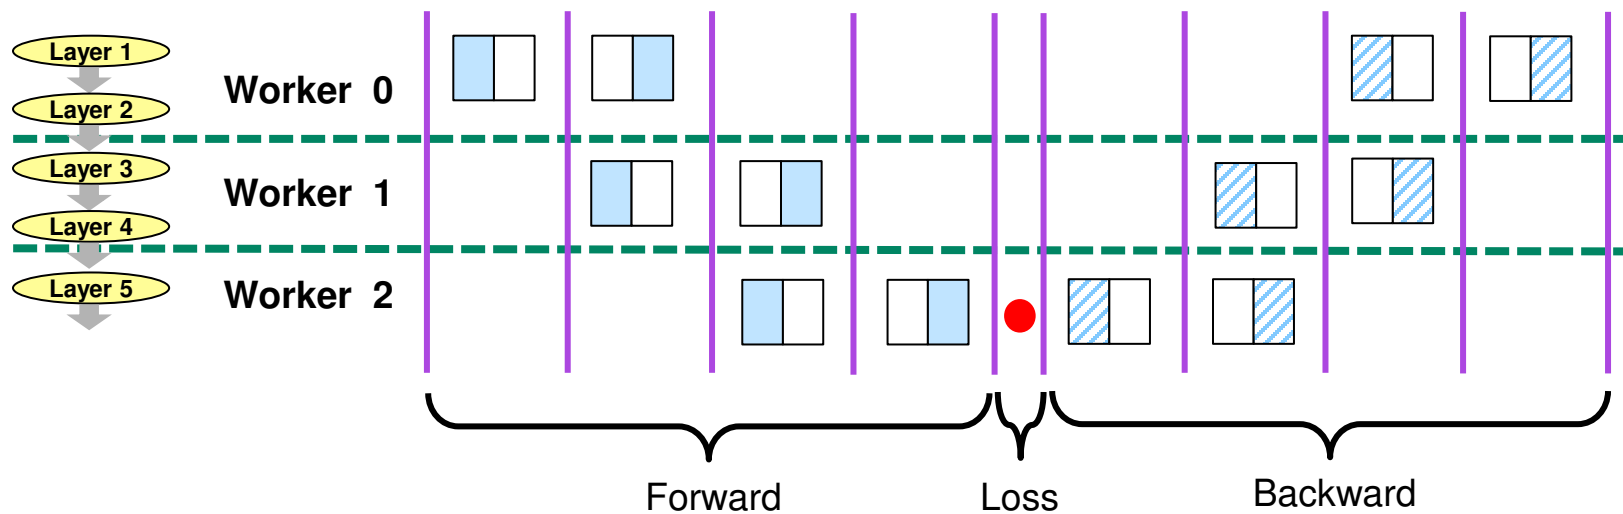 Layer 1
Layer 2
Layer 3
Layer 4
Layer 5
Worker 0
Worker 1
Worker 2
Forward
Loss
Backward